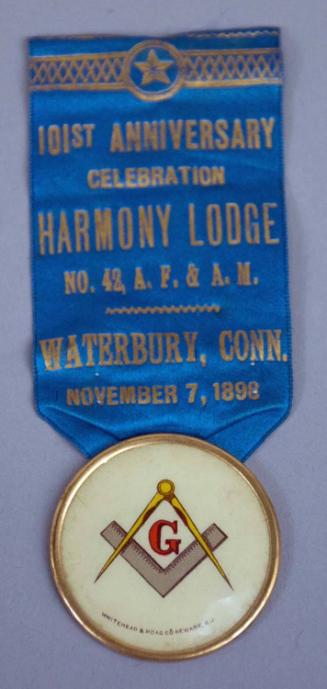 101ST ANNIVERSARY
CELEBRATION
HARMONY LODGE
NO. 42, A. F. & A. M.
WATERBURY, CONN.
NOVEMBER 7, 1898
G
WHITEHEAD & HOAG CO NEWARK, N.J.